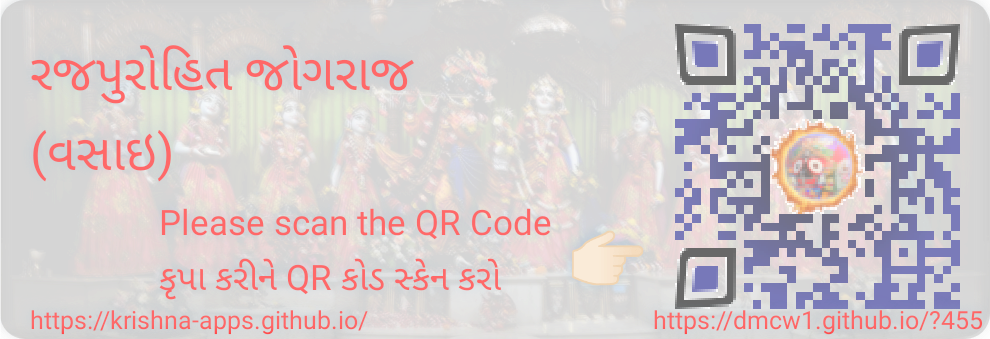 રજપુરોહિત જોગરાજ
(વસાઇ)
Please scan the QR Code
કૃપા કરીને QR કોડ સ્કેન કરો
https://krishna-apps.github.io/
https://dmcw1.github.io/?455